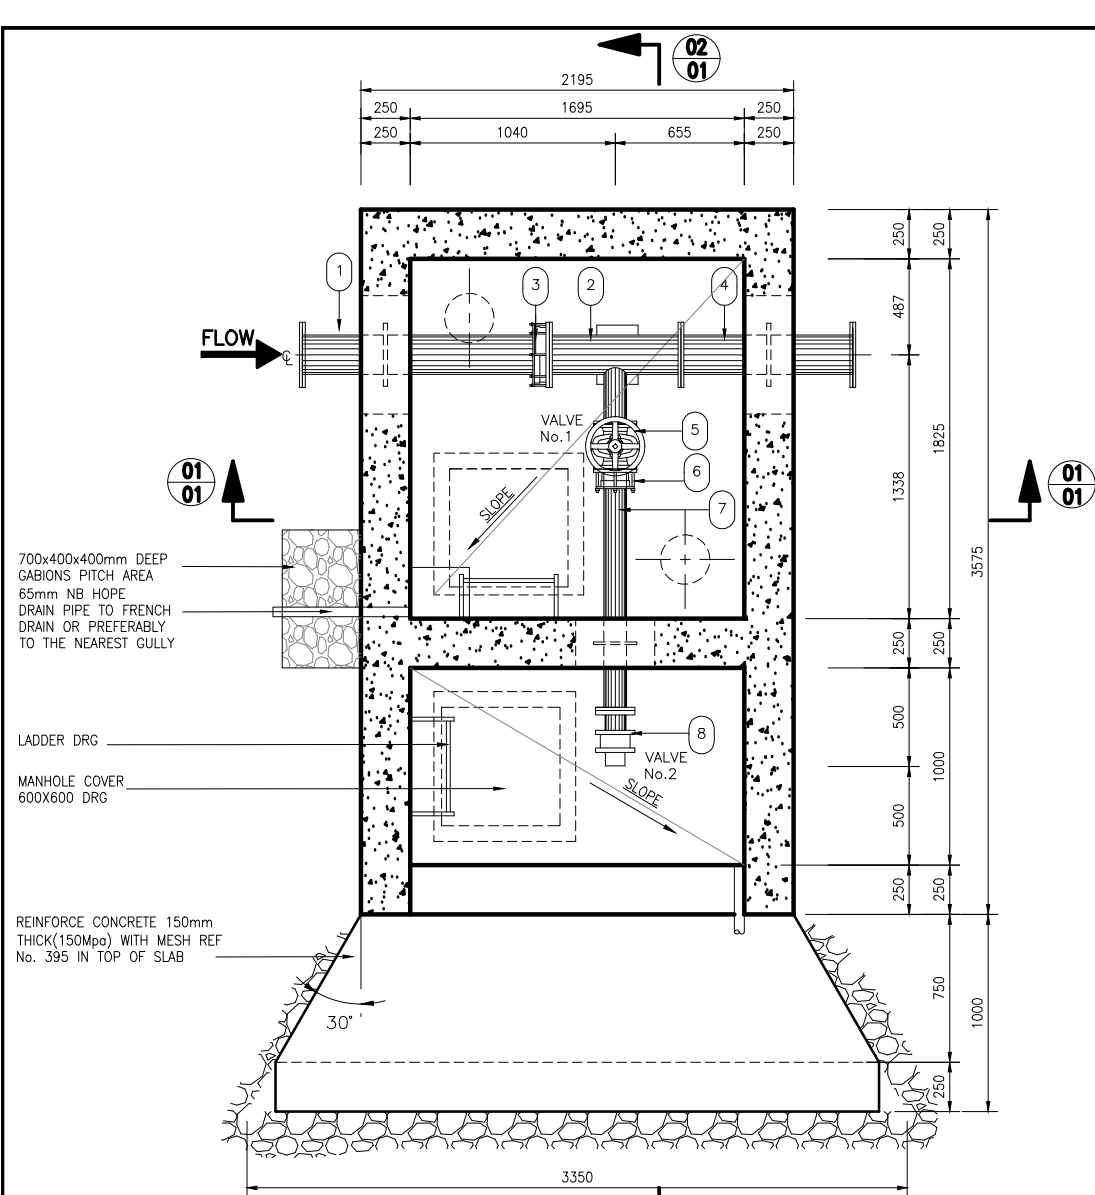 02
01
2195
250
1695
250
250
1040
655
250
1
3
2
4
FLOW
CL
VALVE
No.1
5
6
7
SLOPE
01
01
01
01
700x400x400mm DEEP
GABIONS PITCH AREA
65mm NB HOPE
DRAIN PIPE TO FRENCH
DRAIN OR PREFERABLY
TO THE NEAREST GULLY
LADDER DRG
MANHOLE COVER
600X600 DRG
8
VALVE
No.2
SLOPE
REINFORCE CONCRETE 150mm
THICK(150Mpa) WITH MESH REF
No. 395 IN TOP OF SLAB
30°
250
487
1338
250
500
500
250
250
1825
250
1000
250
750
250
3575
1000
3350